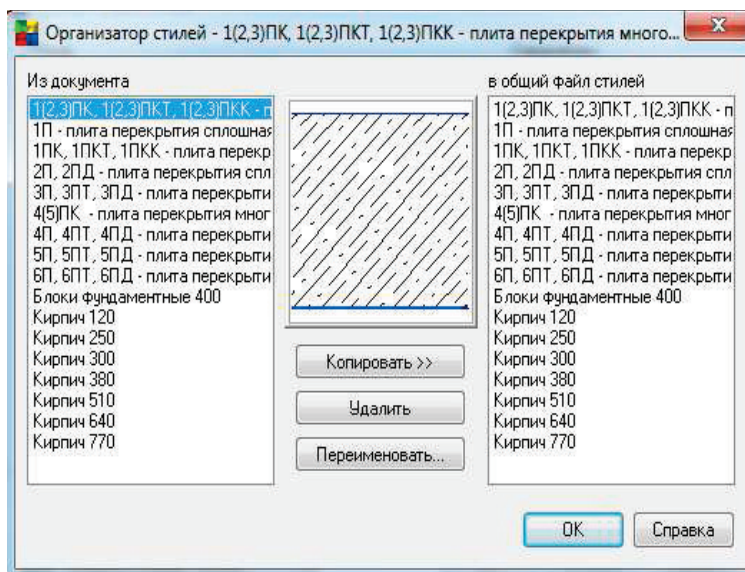 Организатор стилей - 1(2,3)ПК, 1(2,3)ПКТ, 1(2,3)ПКК - плита перекрытия много...
Из документа
1(2,3)ПК, 1(2,3)ПКТ, 1(2,3)ПКК - п
1П - плита перекрытия сплошная
1ПК, 1ПКТ, 1ПКК - плита перекр
2П, 2ПД - плита перекрытия спл
3П, 3ПТ, 3ПД - плита перекрыти
4(5)ПК - плита перекрытия мног
4П, 4ПТ, 4ПД - плита перекрыти
5П, 5ПТ, 5ПД - плита перекрыти
6П, 6ПТ, 6ПД - плита перекрыти
Блоки фундаментные 400
Кирпич 120
Кирпич 250
Кирпич 300
Кирпич 380
Кирпич 510
Кирпич 640
Кирпич 770
Копировать >>
Удалить
Переименовать...
в общий файл стилей
1(2,3)ПК, 1(2,3)ПКТ, 1(2,3)ПКК - п
1П - плита перекрытия сплошная
1ПК, 1ПКТ, 1ПКК - плита перекр
2П, 2ПД - плита перекрытия спл
3П, 3ПТ, 3ПД - плита перекрыти
4(5)ПК - плита перекрытия мног
4П, 4ПТ, 4ПД - плита перекрыти
5П, 5ПТ, 5ПД - плита перекрыти
6П, 6ПТ, 6ПД - плита перекрыти
Блоки фундаментные 400
Кирпич 120
Кирпич 250
Кирпич 300
Кирпич 380
Кирпич 510
Кирпич 640
Кирпич 770
OK
Справка